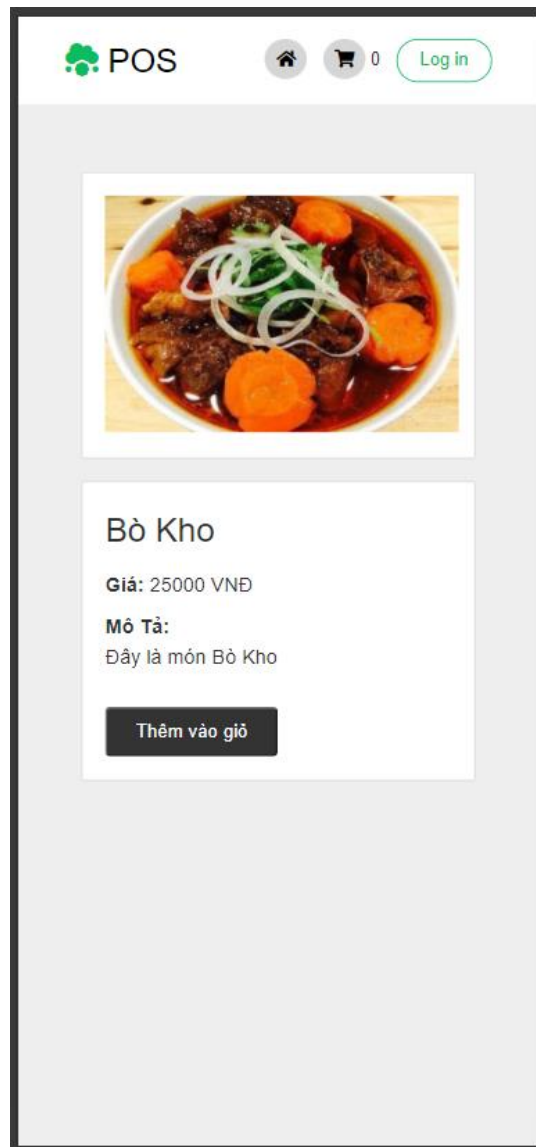 POS
0
Log in
Bò Kho
Giá: 25000 VNĐ
Mô Tả:
Đây là món Bò Kho
Thêm vào giỏ